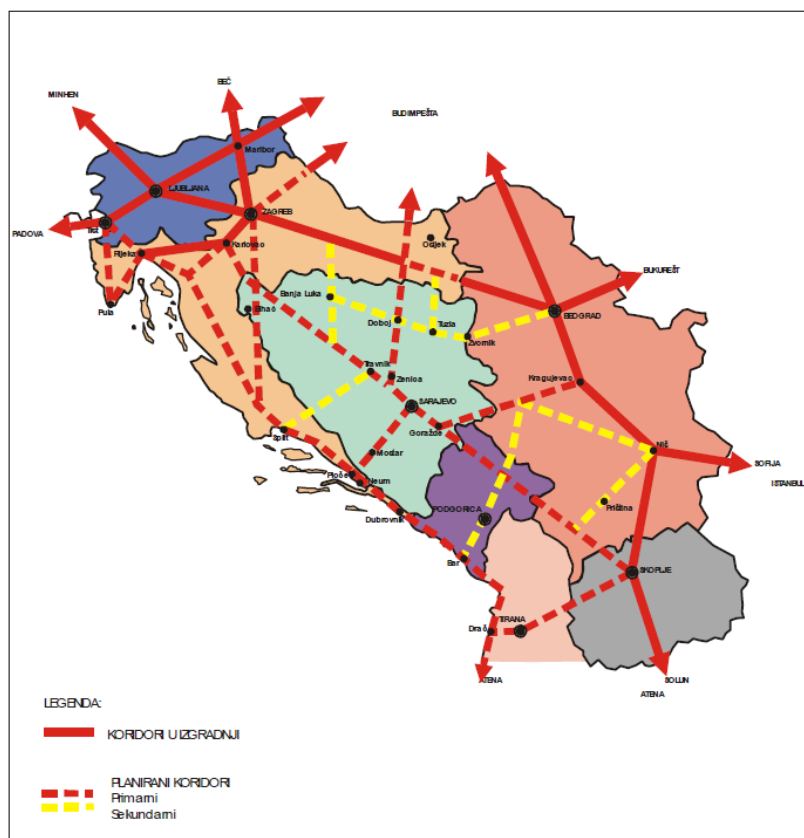 BEČ
MINHEN
BUDIMPEŠTA
Maribor
LJUBLJANA
ZAGREB
Trst
PADOVA
Rijeka
Karlovac
Osijek
BUKUREŠT
Pula
Banja Luka
Bihać
BEOGRAD
Doboj
Tuzla
Zvornik
Travnik
Zenica
Kragujevac
SARAJEVO
Goražde
Split
Niš
Mostar
SOFIJA
Ploče
Neum
ISTANBUL
Priština
Dubrovnik
PODGORICA
Bar
SKOPLJE
TIRANA
Drač
ATENA
SOLUN
ATENA
LEGENDA:
KORIDORI U IZGRADNJI
PLANIRANI KORIDORI
Primarni
Sekundarni